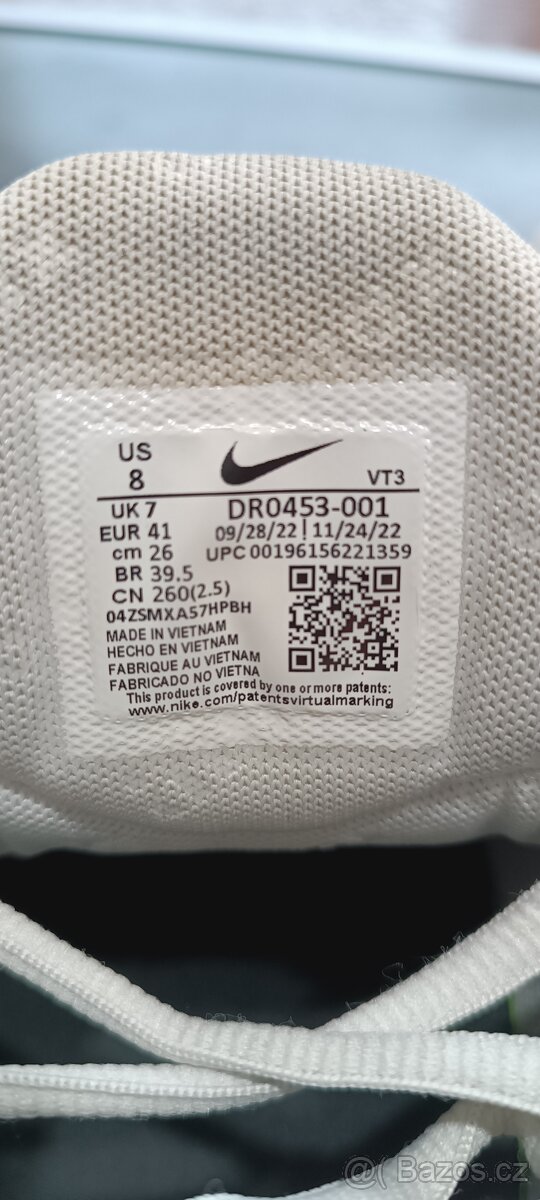 US
8
VT3
UK 7
DR0453-001
EUR 41
09/28/22 | 11/24/22
cm 26
UPC 00196156221359
BR 39.5
CN 260(2.5)
04ZSMXA57HPBH
MADE IN VIETNAM
HECHO EN VIETNAM
FABRIQUE AU VIETNAM
FABRICADO NO VIETNA
This product is covered by one or more patents:
www.nike.com/patentsvirtualmarking
@( Bazos.cz